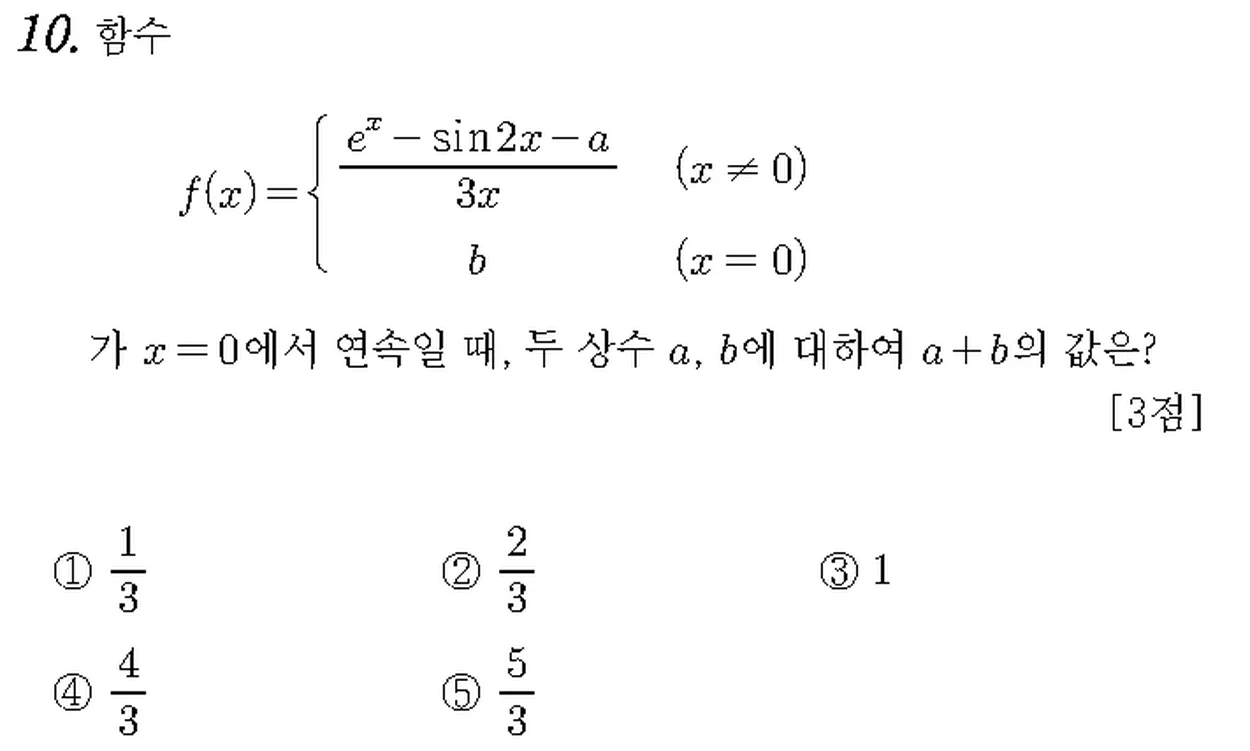 10. 함수
f(x) = { (e^x − sin2x − a) / 3x (x ≠ 0)
b (x = 0)
가 x = 0에서 연속일 때, 두 상수 a, b에 대하여 a + b의 값은?
[3점]
① 1/3 ② 2/3 ③ 1
④ 4/3 ⑤ 5/3